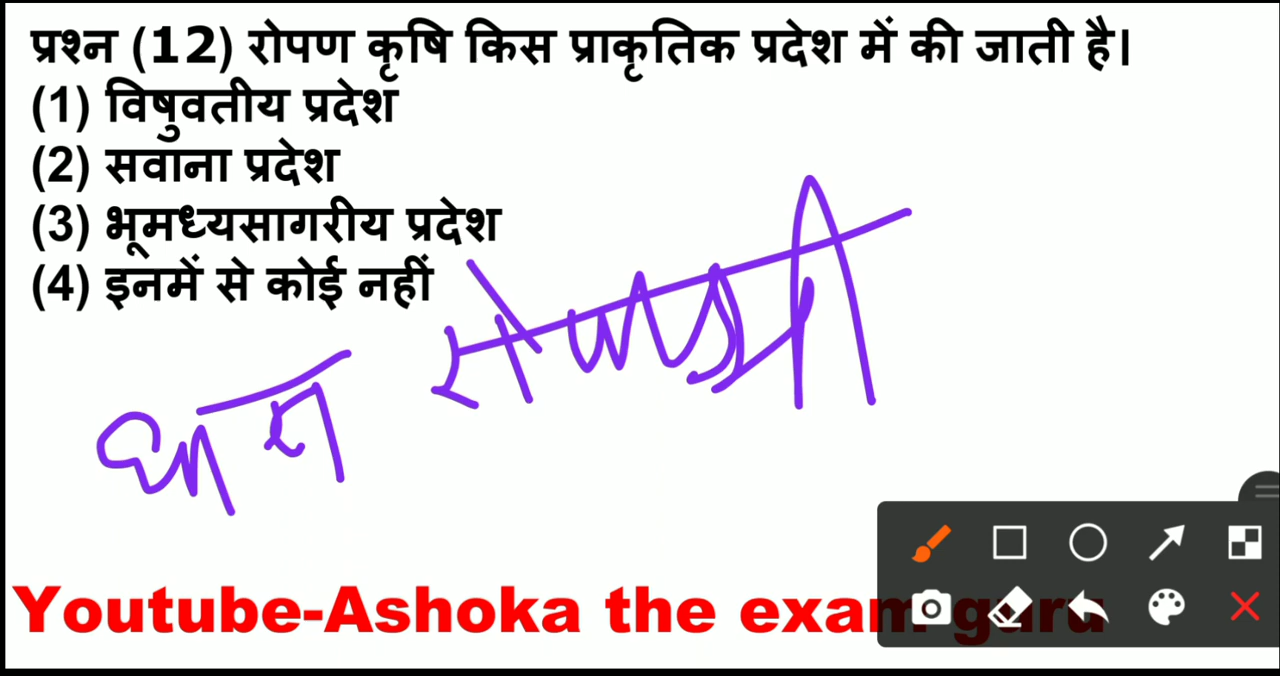 प्रश्न (12) रोपण कृषि किस प्राकृतिक प्रदेश में की जाती है।
(1) विषुवतीय प्रदेश
(2) सवाना प्रदेश
(3) भूमध्यसागरीय प्रदेश
(4) इनमें से कोई नहीं
धान
Youtube-Ashoka the exam guru